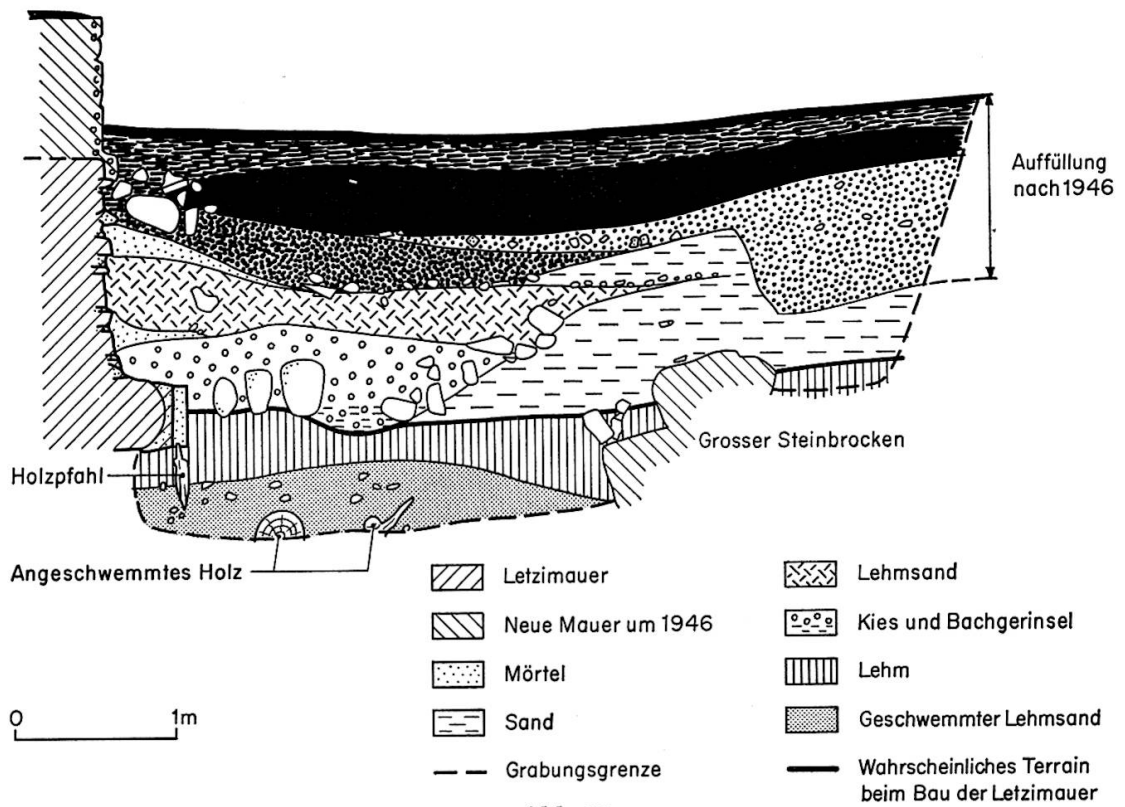 Auffüllung
nach 1946
Grosser Steinbrocken
Holzpfahl
Angeschwemmtes Holz
Letzimauer
Neue Mauer um 1946
Mörtel
Sand
Grabungsgrenze
Lehmsand
Kies und Bachgerinsel
Lehm
Geschwemmter Lehmsand
Wahrscheinliches Terrain
beim Bau der Letzimauer
0 1m